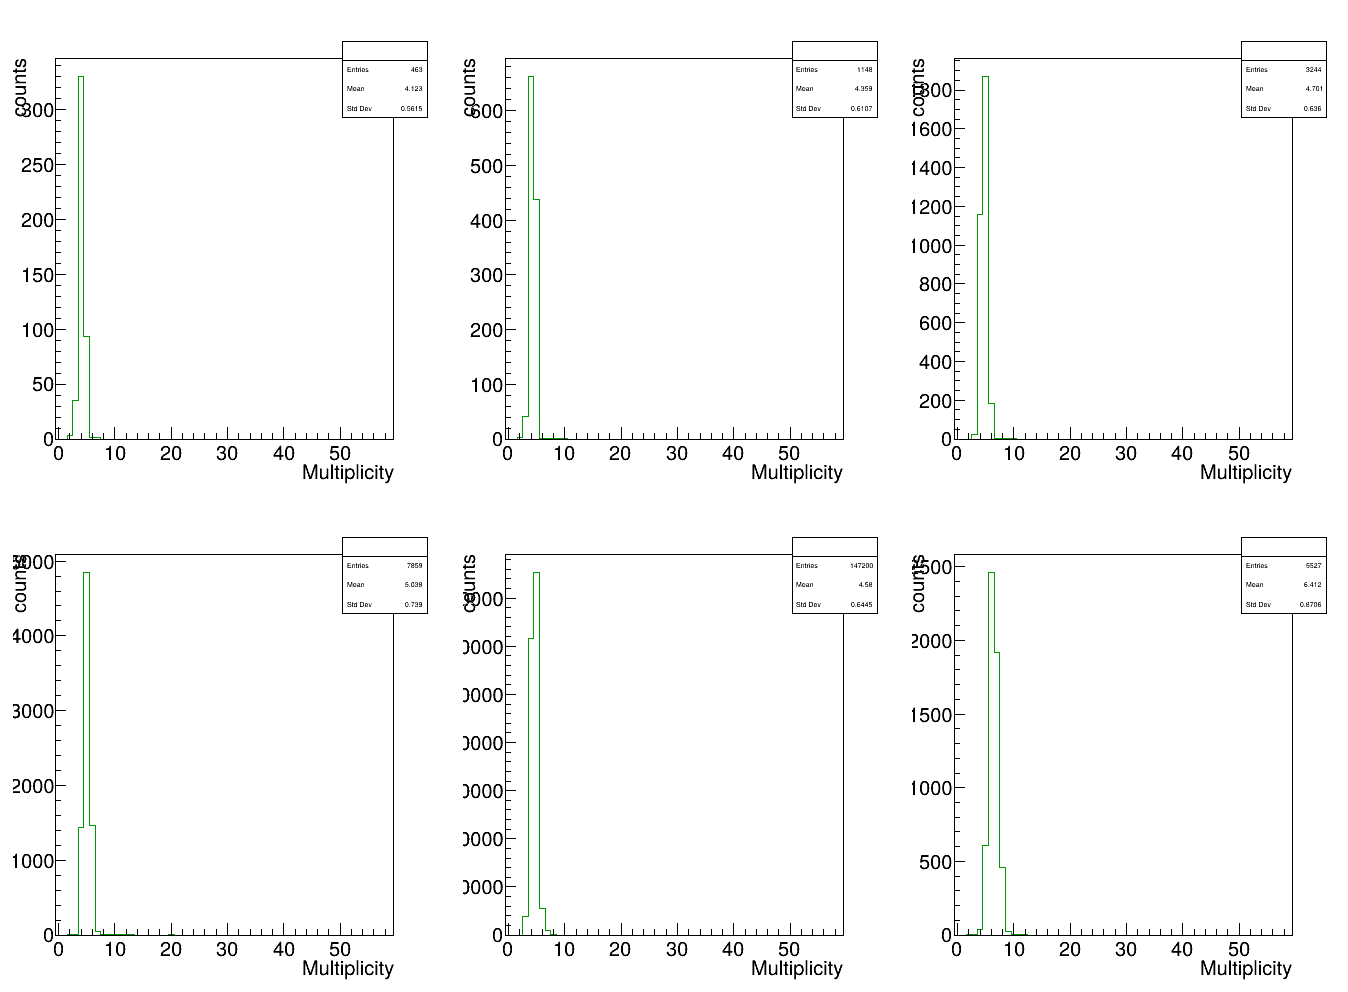 counts
Entries 463
Mean 4.123
Std Dev 0.5615
300
250
200
150
100
50
0
0 10 20 30 40 50
Multiplicity
counts
Entries 1148
Mean 4.359
Std Dev 0.6107
600
500
400
300
200
100
0
0 10 20 30 40 50
Multiplicity
counts
Entries 3244
Mean 4.701
Std Dev 0.636
1800
1600
1400
1200
1000
800
600
400
200
0
0 10 20 30 40 50
Multiplicity
counts
Entries 7859
Mean 5.039
Std Dev 0.739
5000
4000
3000
2000
1000
0
0 10 20 30 40 50
Multiplicity
counts
Entries 147200
Mean 4.58
Std Dev 0.6445
0
0 10 20 30 40 50
Multiplicity
counts
Entries 5527
Mean 6.412
Std Dev 0.8706
2500
2000
1500
1000
500
0
0 10 20 30 40 50
Multiplicity